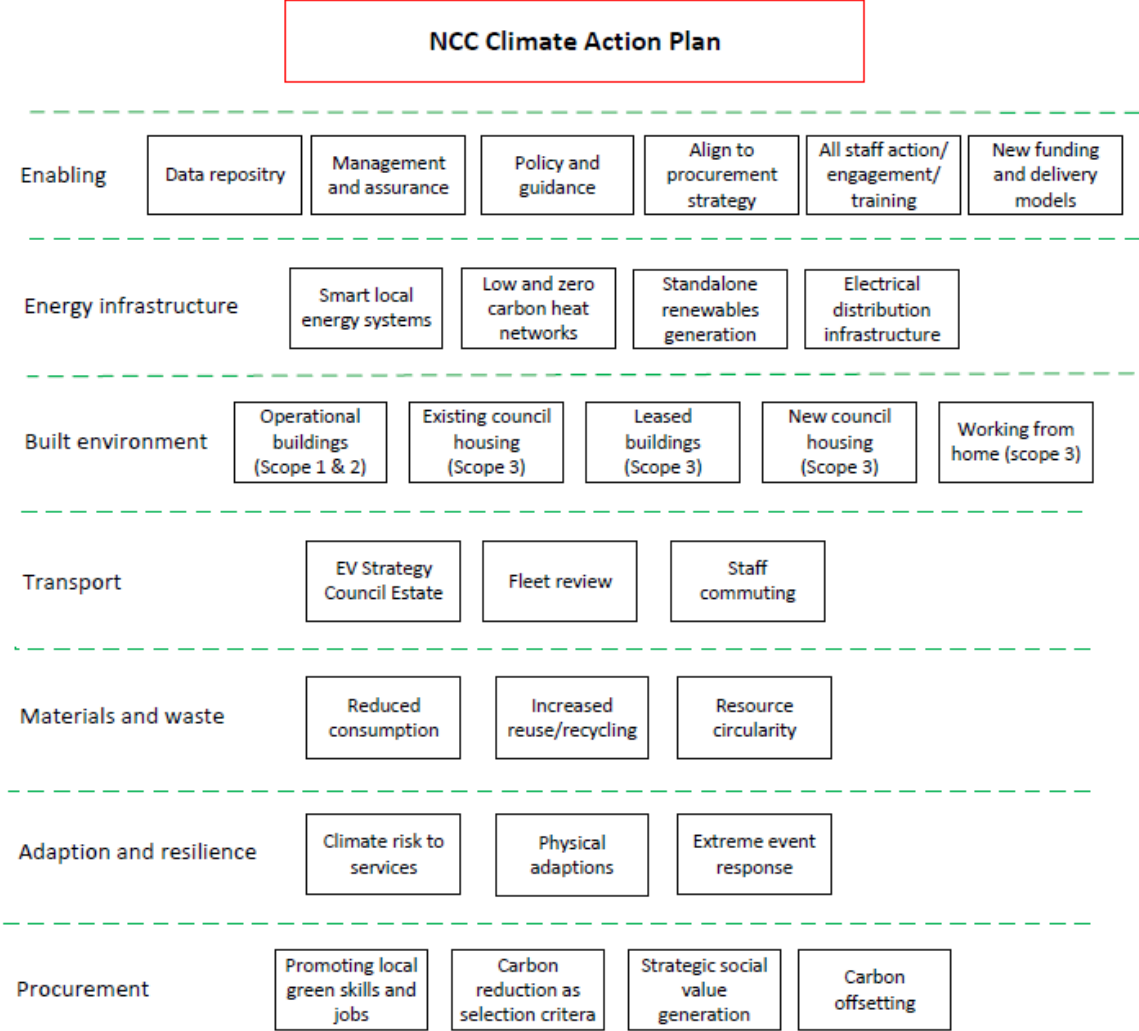 NCC Climate Action Plan
Enabling
Data repositry
Management
and assurance
Policy and
guidance
Align to
procurement
strategy
All staff action/
engagement/
training
New funding
and delivery
models
Energy infrastructure
Smart local
energy systems
Low and zero
carbon heat
networks
Standalone
renewables
generation
Electrical
distribution
infrastructure
Built environment
Operational
buildings
(Scope 1 & 2)
Existing council
housing
(Scope 3)
Leased
buildings
(Scope 3)
New council
housing
(Scope 3)
Working from
home (scope 3)
Transport
EV Strategy
Council Estate
Fleet review
Staff
commuting
Materials and waste
Reduced
consumption
Increased
reuse/recycling
Resource
circularity
Adaption and resilience
Climate risk to
services
Physical
adaptions
Extreme event
response
Procurement
Promoting local
green skills and
jobs
Carbon
reduction as
selection critera
Strategic social
value
generation
Carbon
offsetting